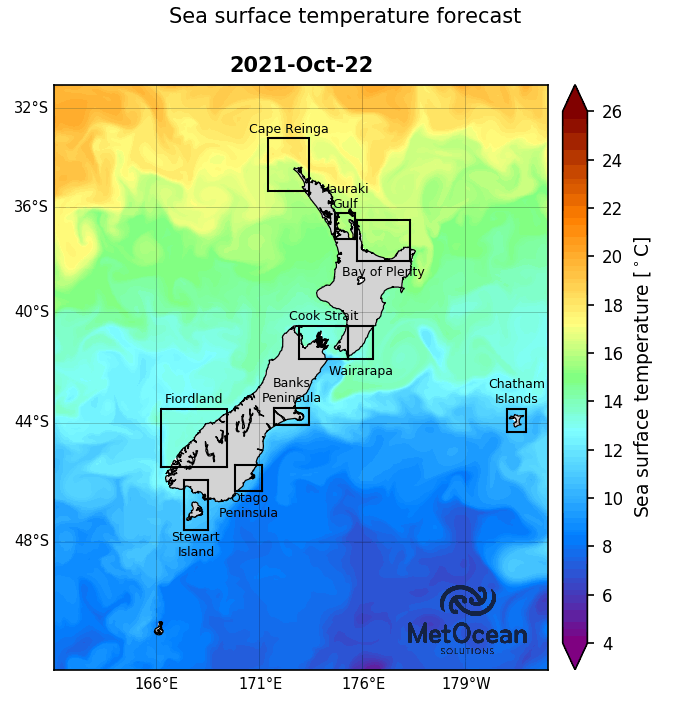 Sea surface temperature forecast
2021-Oct-22
32°S
36°S
40°S
44°S
48°S
Cape Reinga
Hauraki
Gulf
Bay of Plenty
Cook Strait
Wairarapa
Banks
Peninsula
Fiordland
Chatham
Islands
Otago
Peninsula
Stewart
Island
MetOcean
SOLUTIONS
166°E
171°E
176°E
179°W
26
24
22
20
18
16
14
12
10
8
6
4
Sea surface temperature [°C]